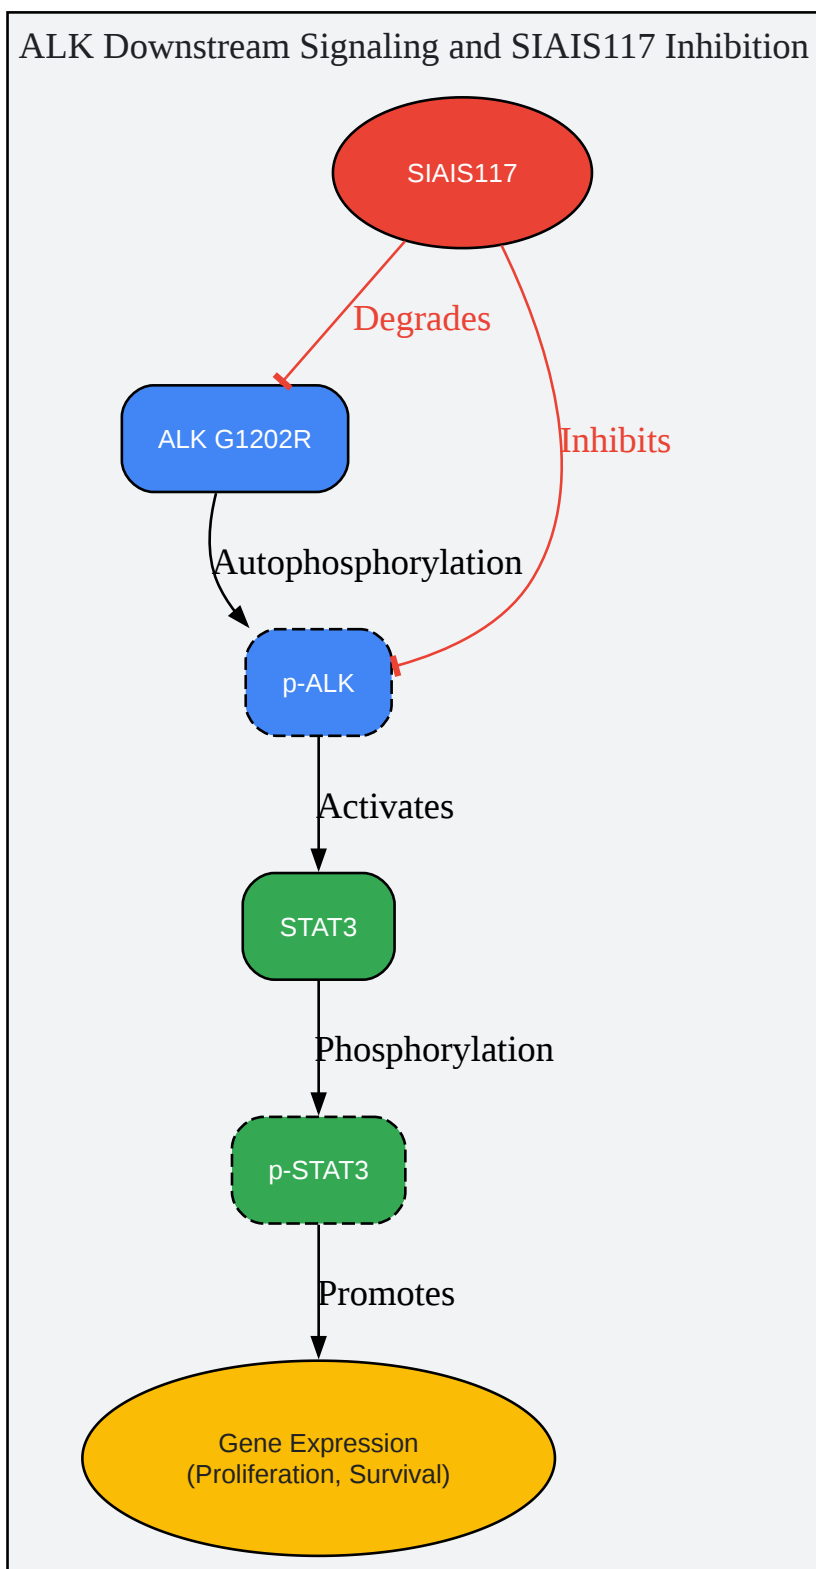 ALK Downstream Signaling and SIAIS117 Inhibition
SIAIS117
Degrades
ALK G1202R
Inhibits
Autophosphorylation
p-ALK
Activates
STAT3
Phosphorylation
p-STAT3
Promotes
Gene Expression
(Proliferation, Survival)